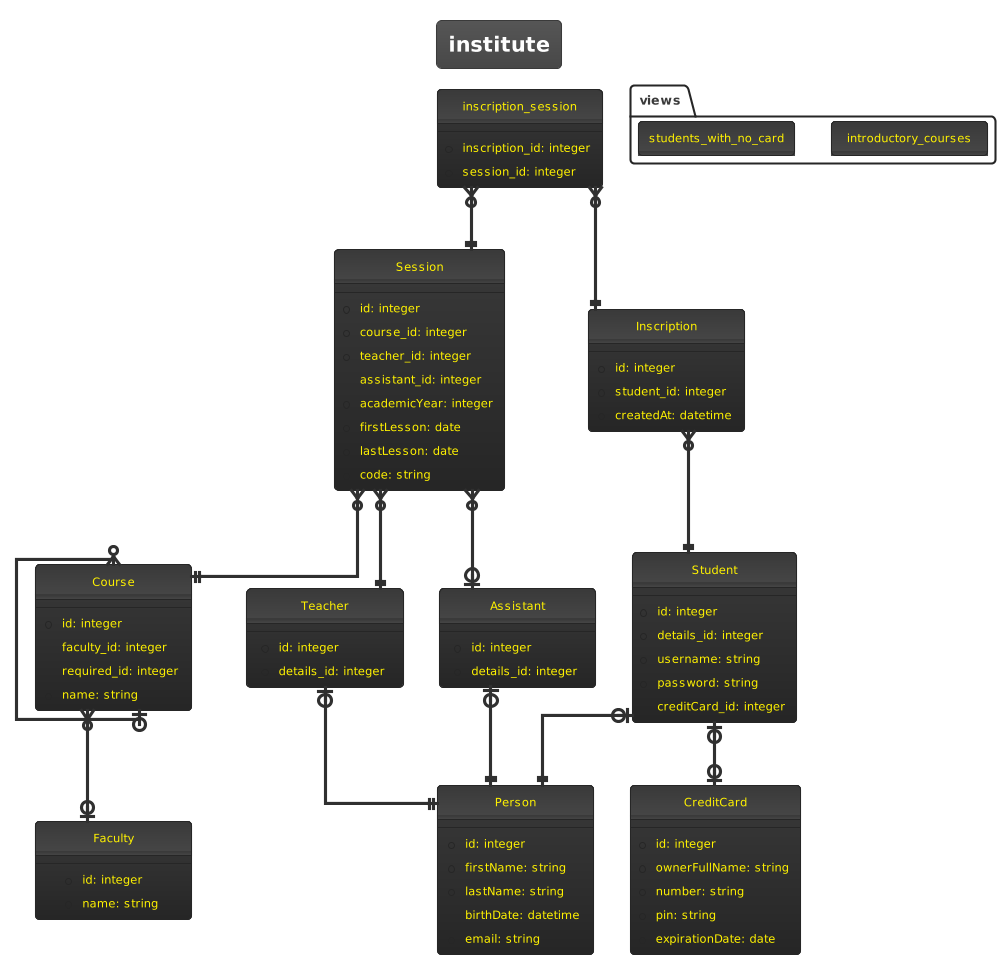 institute
inscription_session
inscription_id: integer
session_id: integer
views
students_with_no_card
introductory_courses
Session
id: integer
course_id: integer
teacher_id: integer
assistant_id: integer
academicYear: integer
firstLesson: date
lastLesson: date
code: string
Inscription
id: integer
student_id: integer
createdAt: datetime
Course
id: integer
faculty_id: integer
required_id: integer
name: string
Teacher
id: integer
details_id: integer
Assistant
id: integer
details_id: integer
Student
id: integer
details_id: integer
username: string
password: string
creditCard_id: integer
Faculty
id: integer
name: string
Person
id: integer
firstName: string
lastName: string
birthDate: datetime
email: string
CreditCard
id: integer
ownerFullName: string
number: string
pin: string
expirationDate: date